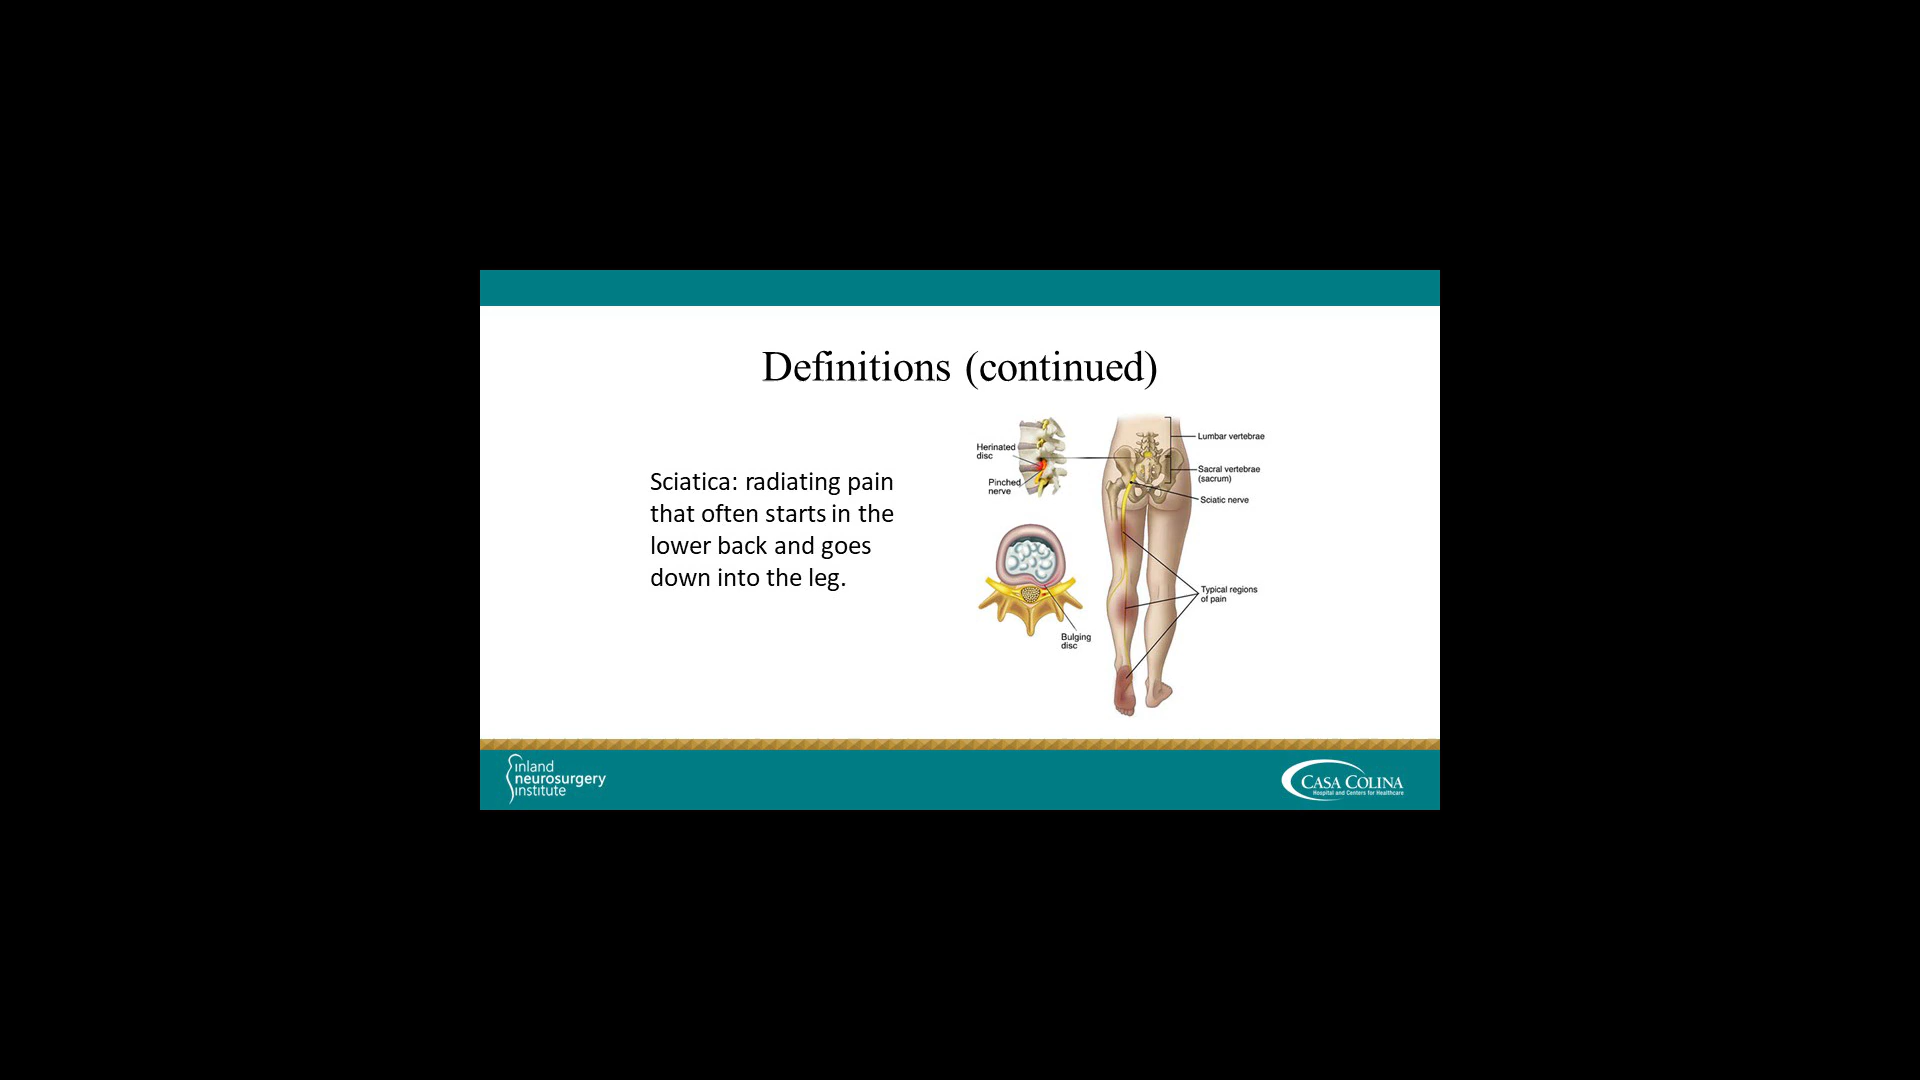 Definitions (continued)
Sciatica: radiating pain
that often starts in the
lower back and goes
down into the leg.
Herinated
disc
Pinched
nerve
Bulging
disc
Lumbar vertebrae
Sacral vertebrae
(sacrum)
Sciatic nerve
Typical regions
of pain
inland
neurosurgery
institute
CASA COLINA
Hospital and Centers for Healthcare